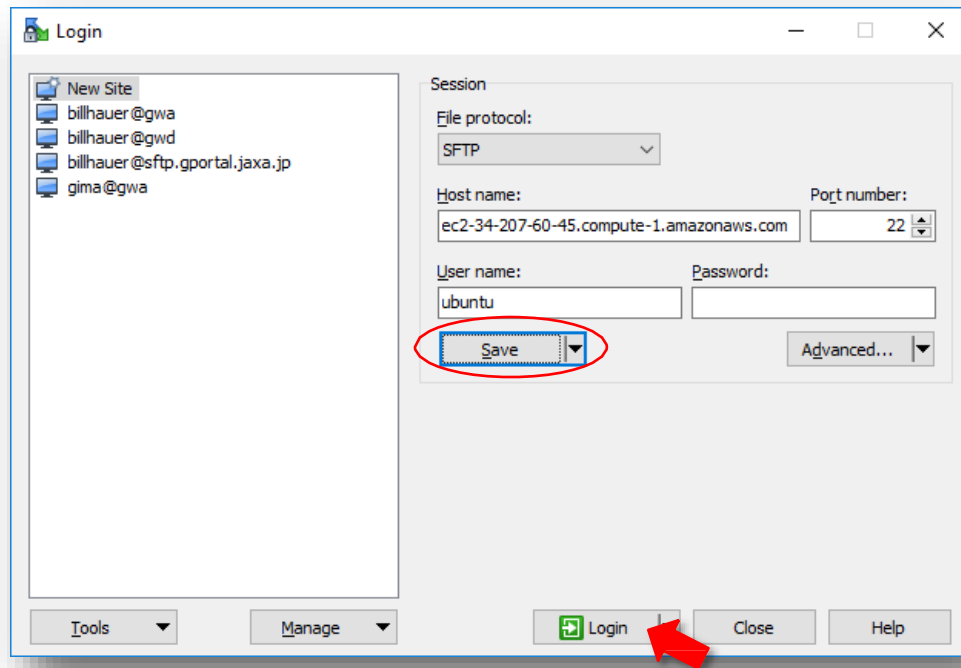 Login
New Site
billhauer@gwa
billhauer@gwd
billhauer@sftp.gportal.jaxa.jp
gima@gwa
Session
File protocol:
SFTP
Host name:
Port number:
ec2-34-207-60-45.compute-1.amazonaws.com
22
User name:
Password:
ubuntu
Save
Advanced...
Tools
Manage
Login
Close
Help